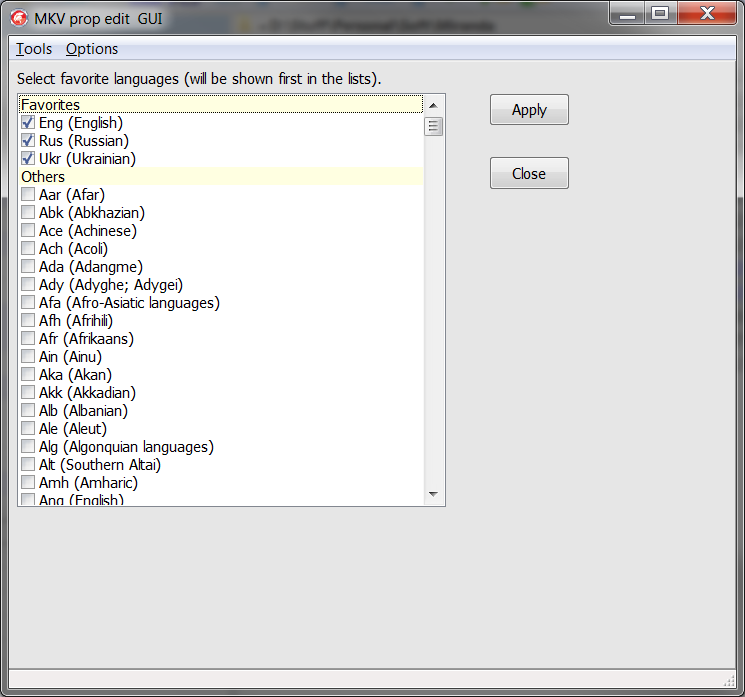 MKV prop edit GUI
Tools Options
Select favorite languages (will be shown first in the lists).
Favorites
Eng (English)
Rus (Russian)
Ukr (Ukrainian)
Others
Aar (Afar)
Abk (Abkhazian)
Ace (Achinese)
Ach (Acoli)
Ada (Adangme)
Ady (Adyghe; Adygei)
Afa (Afro-Asiatic languages)
Afh (Afrihili)
Afr (Afrikaans)
Ain (Ainu)
Aka (Akan)
Akk (Akkadian)
Alb (Albanian)
Ale (Aleut)
Alg (Algonquian languages)
Alt (Southern Altai)
Amh (Amharic)
Ang (English)
Apply
Close